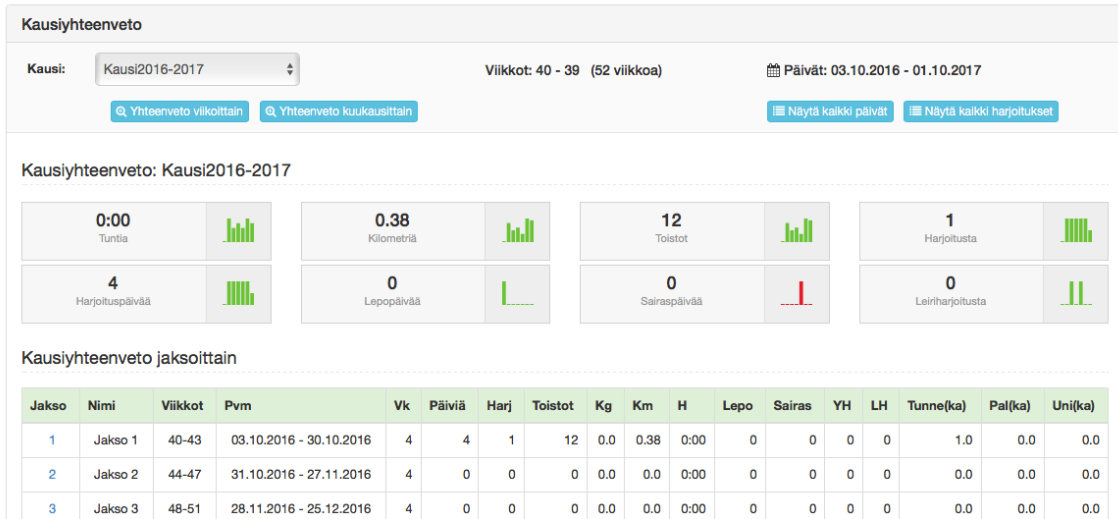 Kausiyhteenveto
Kausi: Kausi2016-2017 Viikkot: 40 - 39 (52 viikkoa) Päivät: 03.10.2016 - 01.10.2017
Yhteenveto viikoittain Yhteenveto kuukausittain Näytä kaikki päivät Näytä kaikki harjoitukset
Kausiyhteenveto: Kausi2016-2017
0:00 0.38 12 1
Tuntia Kilometriä Toistot Harjoitusta
4 0 0 0
Harjoituspäivää Lepopäivää Sairaspäivää Leiriharjoitusta
Kausiyhteenveto jaksoittain
Jakso Nimi Viikkot Pvm Vk Päiviä Harj Toistot Kg Km H Lepo Sairas YH LH Tunne(ka) Pal(ka) Uni(ka)
1 Jakso 1 40-43 03.10.2016 - 30.10.2016 4 4 1 12 0.0 0.38 0:00 0 0 0 0 1.0 0.0 0.0
2 Jakso 2 44-47 31.10.2016 - 27.11.2016 4 0 0 0 0.0 0.0 0:00 0 0 0 0 0.0 0.0 0.0
3 Jakso 3 48-51 28.11.2016 - 25.12.2016 4 0 0 0 0.0 0.0 0:00 0 0 0 0 0.0 0.0 0.0